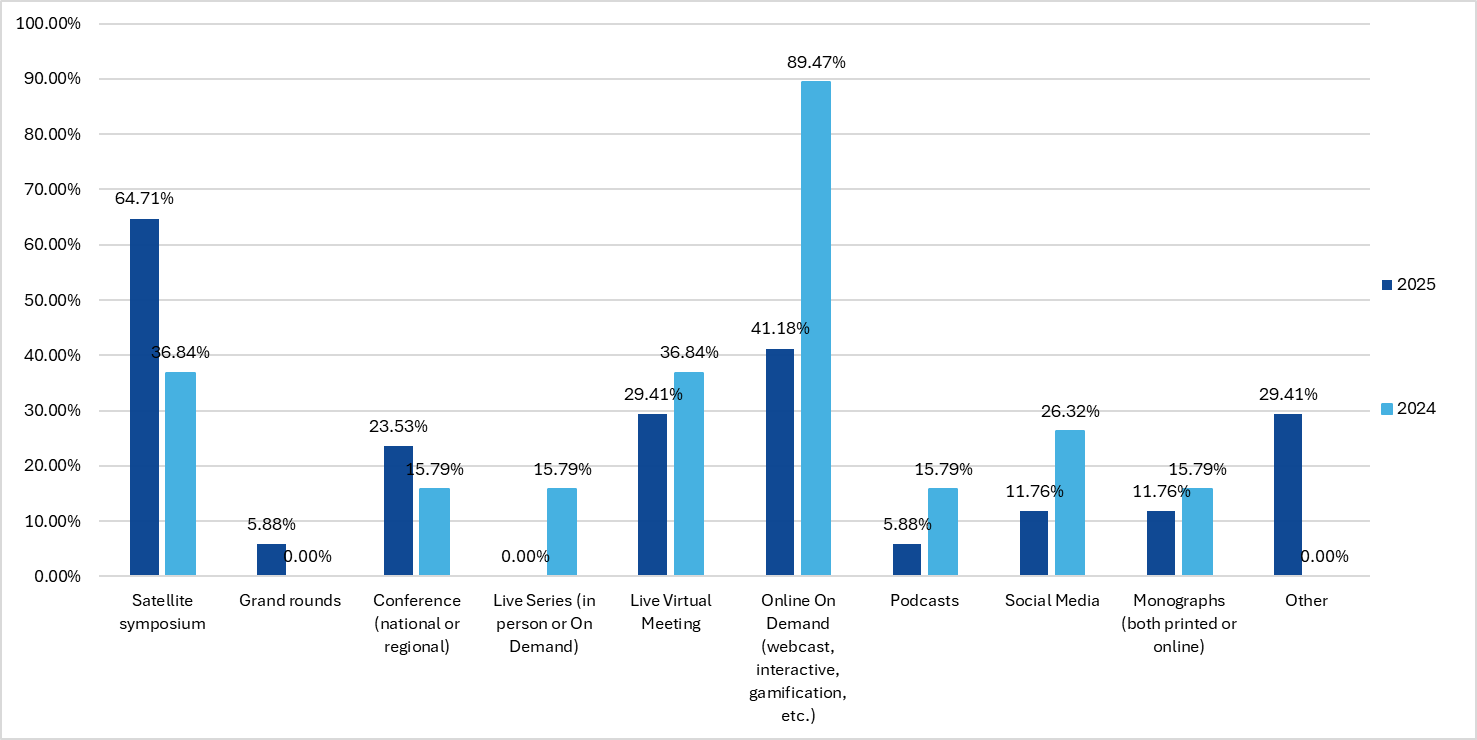 100.00%
90.00%
80.00%
70.00%
60.00%
50.00%
40.00%
30.00%
20.00%
10.00%
0.00%
64.71%
36.84%
5.88%
0.00%
23.53%
15.79%
0.00%
15.79%
29.41%
36.84%
41.18%
89.47%
5.88%
15.79%
11.76%
26.32%
11.76%
15.79%
29.41%
0.00%
Satellite
symposium
Grand rounds
Conference
(national or
regional)
Live Series (in
person or On
Demand)
Live Virtual
Meeting
Online On
Demand
(webcast,
interactive,
gamification,
etc.)
Podcasts
Social Media
Monographs
(both printed or
online)
Other
2025
2024